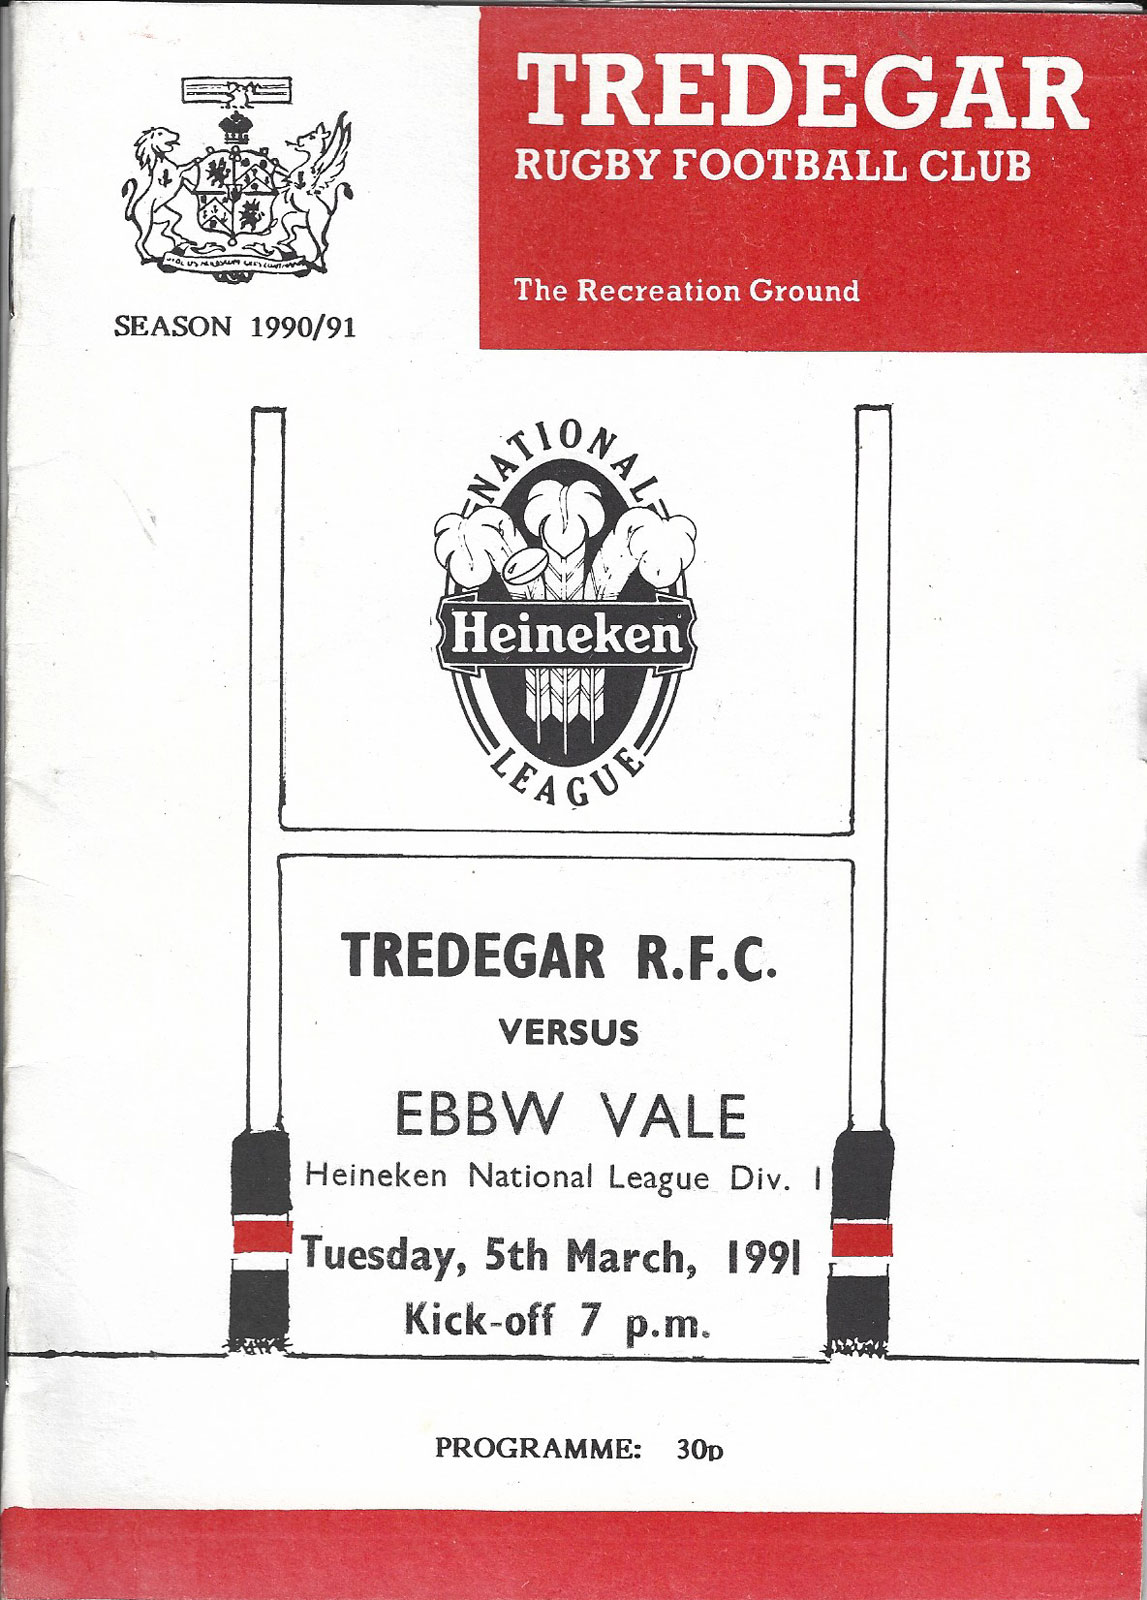 TREDEGAR
RUGBY FOOTBALL CLUB
The Recreation Ground
SEASON 1990/91
NATIONAL
Heineken
LEAGUE
TREDEGAR R.F.C.
VERSUS
EBBW VALE
Heineken National League Div. 1
Tuesday, 5th March, 1991
Kick-off 7 p.m.
PROGRAMME: 30p